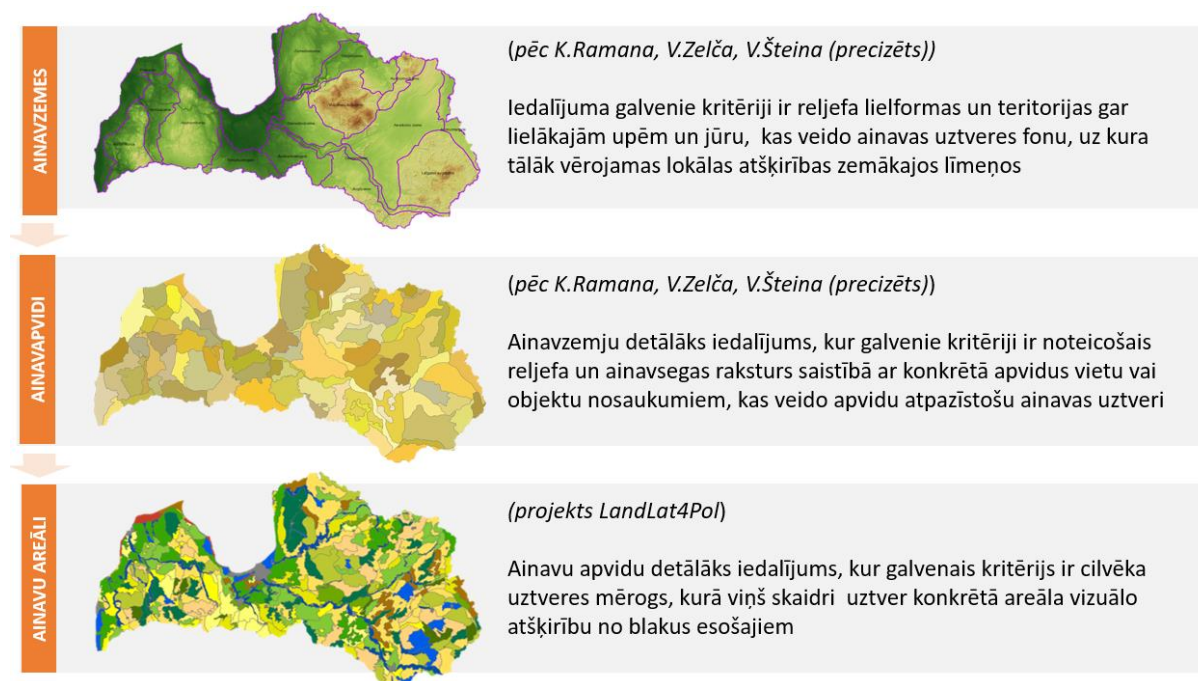 AINAVZEMES
(pēc K.Ramana, V.Zelča, V.Šteina (precizēts))
Iedalījuma galvenie kritēriji ir reljefa lielformas un teritorijas gar
lielākajām upēm un jūru, kas veido ainavas uztveres fonu, uz kura
tālāk vērojamas lokālas atšķirības zemākajos līmeņos
AINAVAPVIDI
(pēc K.Ramana, V.Zelča, V.Šteina (precizēts))
Ainavzemju detālāks iedalījums, kur galvenie kritēriji ir noteicošais
reljefa un ainavsegas raksturs saistībā ar konkrētā apvidus vietu vai
objektu nosaukumiem, kas veido apvidu atpazīstošu ainavas uztveri
AINAVU AREĀLI
(projekts LandLat4Pol)
Ainavu apvidu detālāks iedalījums, kur galvenais kritērijs ir cilvēka
uztveres mērogs, kurā viņš skaidri uztver konkrētā areāla vizuālo
atšķirību no blakus esošajiem